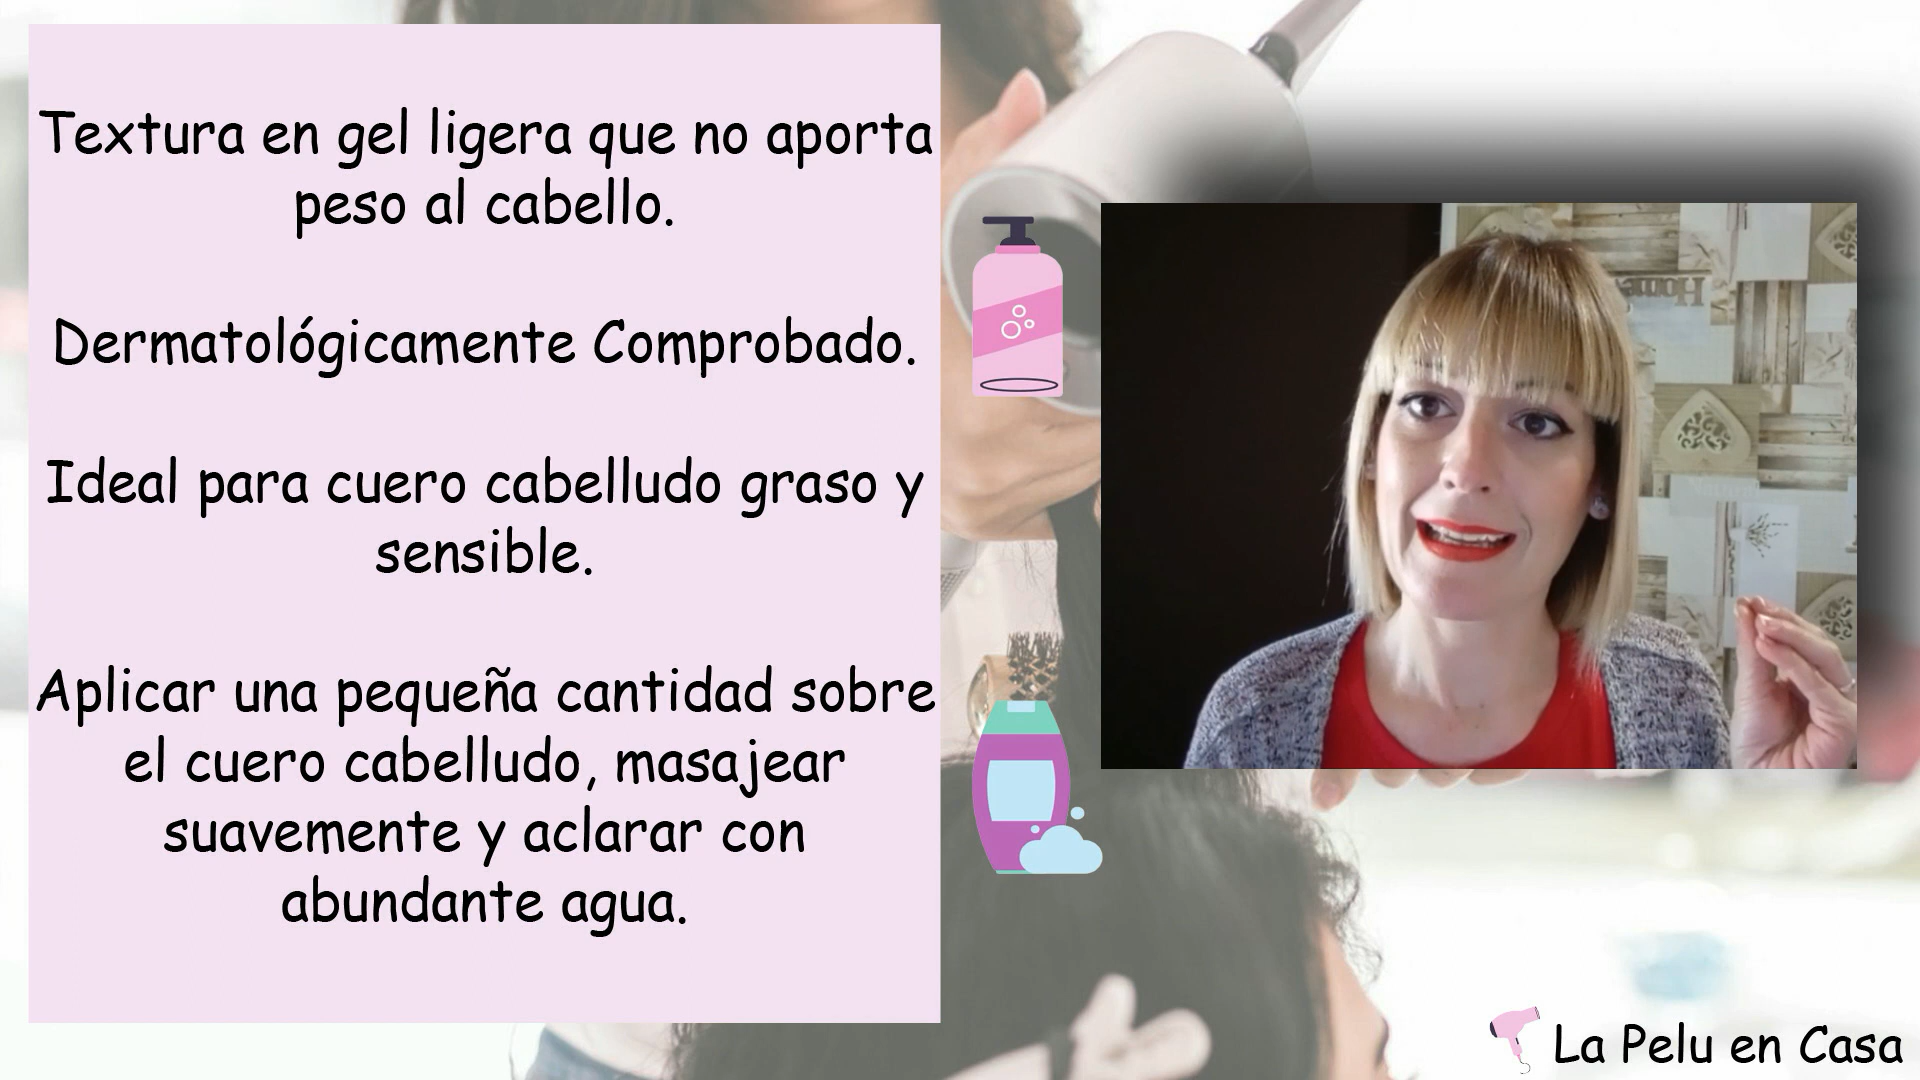 Textura en gel ligera que no aporta
peso al cabello.
Dermatológicamente Comprobado.
Ideal para cuero cabelludo graso y
sensible.
Aplicar una pequeña cantidad sobre
el cuero cabelludo, masajear
suavemente y aclarar con
abundante agua.
La Pelu en Casa